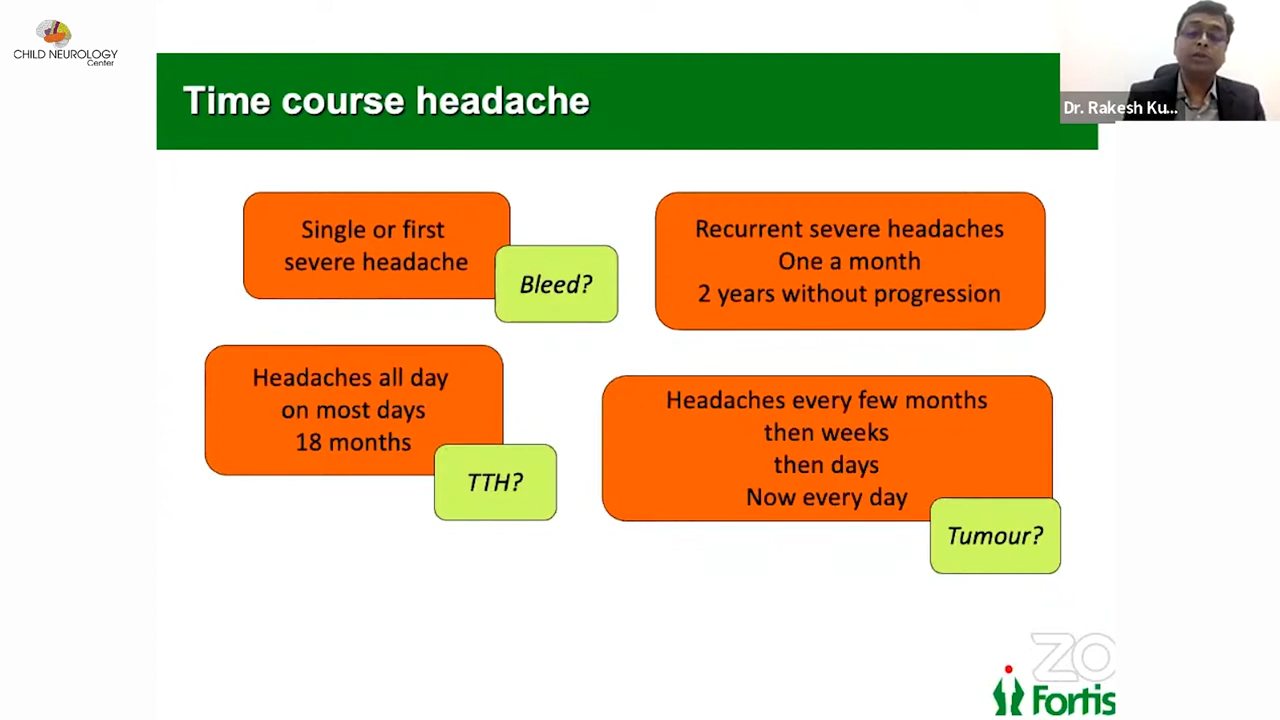 CHILD NEUROLOGY
Center
Time course headache
Dr. Rakesh Ku...
Single or first
severe headache
Bleed?
Recurrent severe headaches
One a month
2 years without progression
Headaches all day
on most days
18 months
TTH?
Headaches every few months
then weeks
then days
Now every day
Tumour?
ZO
Fortis